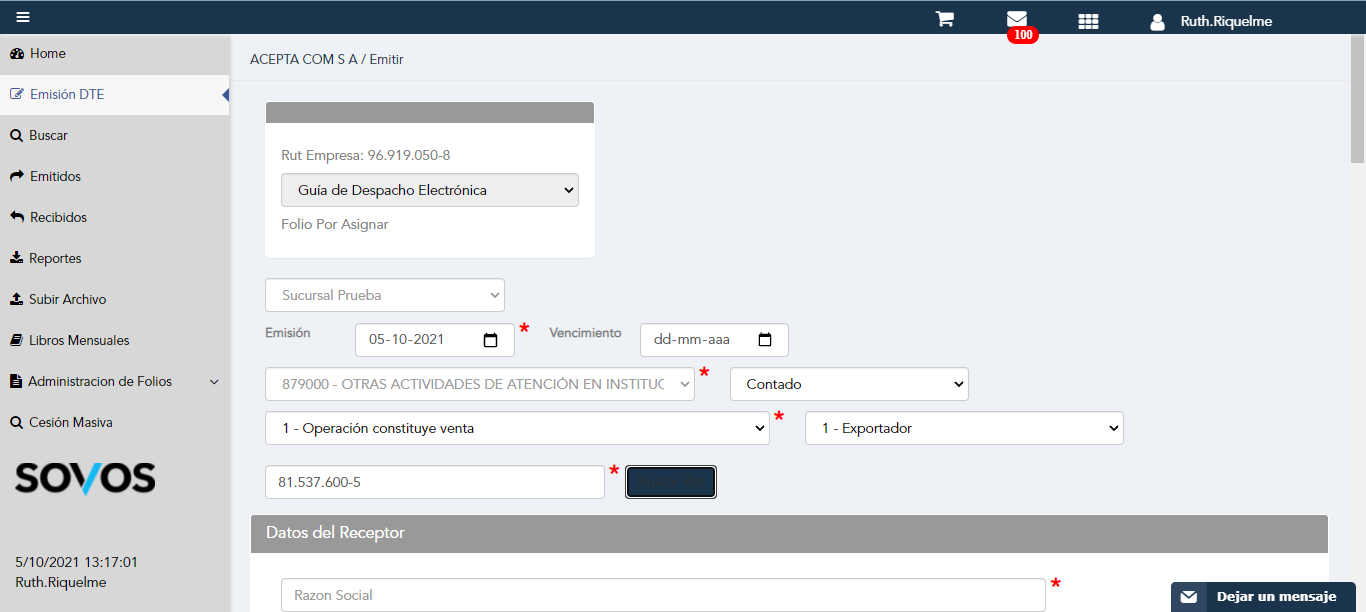 100
Ruth.Riquelme
Home
Emisión DTE
Buscar
Emitidos
Recibidos
Reportes
Subir Archivo
Libros Mensuales
Administracion de Folios
Cesión Masiva
SOVOS
5/10/2021 13:17:01
Ruth.Riquelme
ACEPTA COM S A / Emitir
Rut Empresa: 96.919.050-8
Guía de Despacho Electrónica
Folio Por Asignar
Sucursal Prueba
Emisión 05-10-2021 * Vencimiento dd-mm-aaa
879000 - OTRAS ACTIVIDADES DE ATENCIÓN EN INSTITUC * Contado
1 - Operación constituye venta * 1 - Exportador
81.537.600-5 *
Datos del Receptor
Razon Social *
Dejar un mensaje